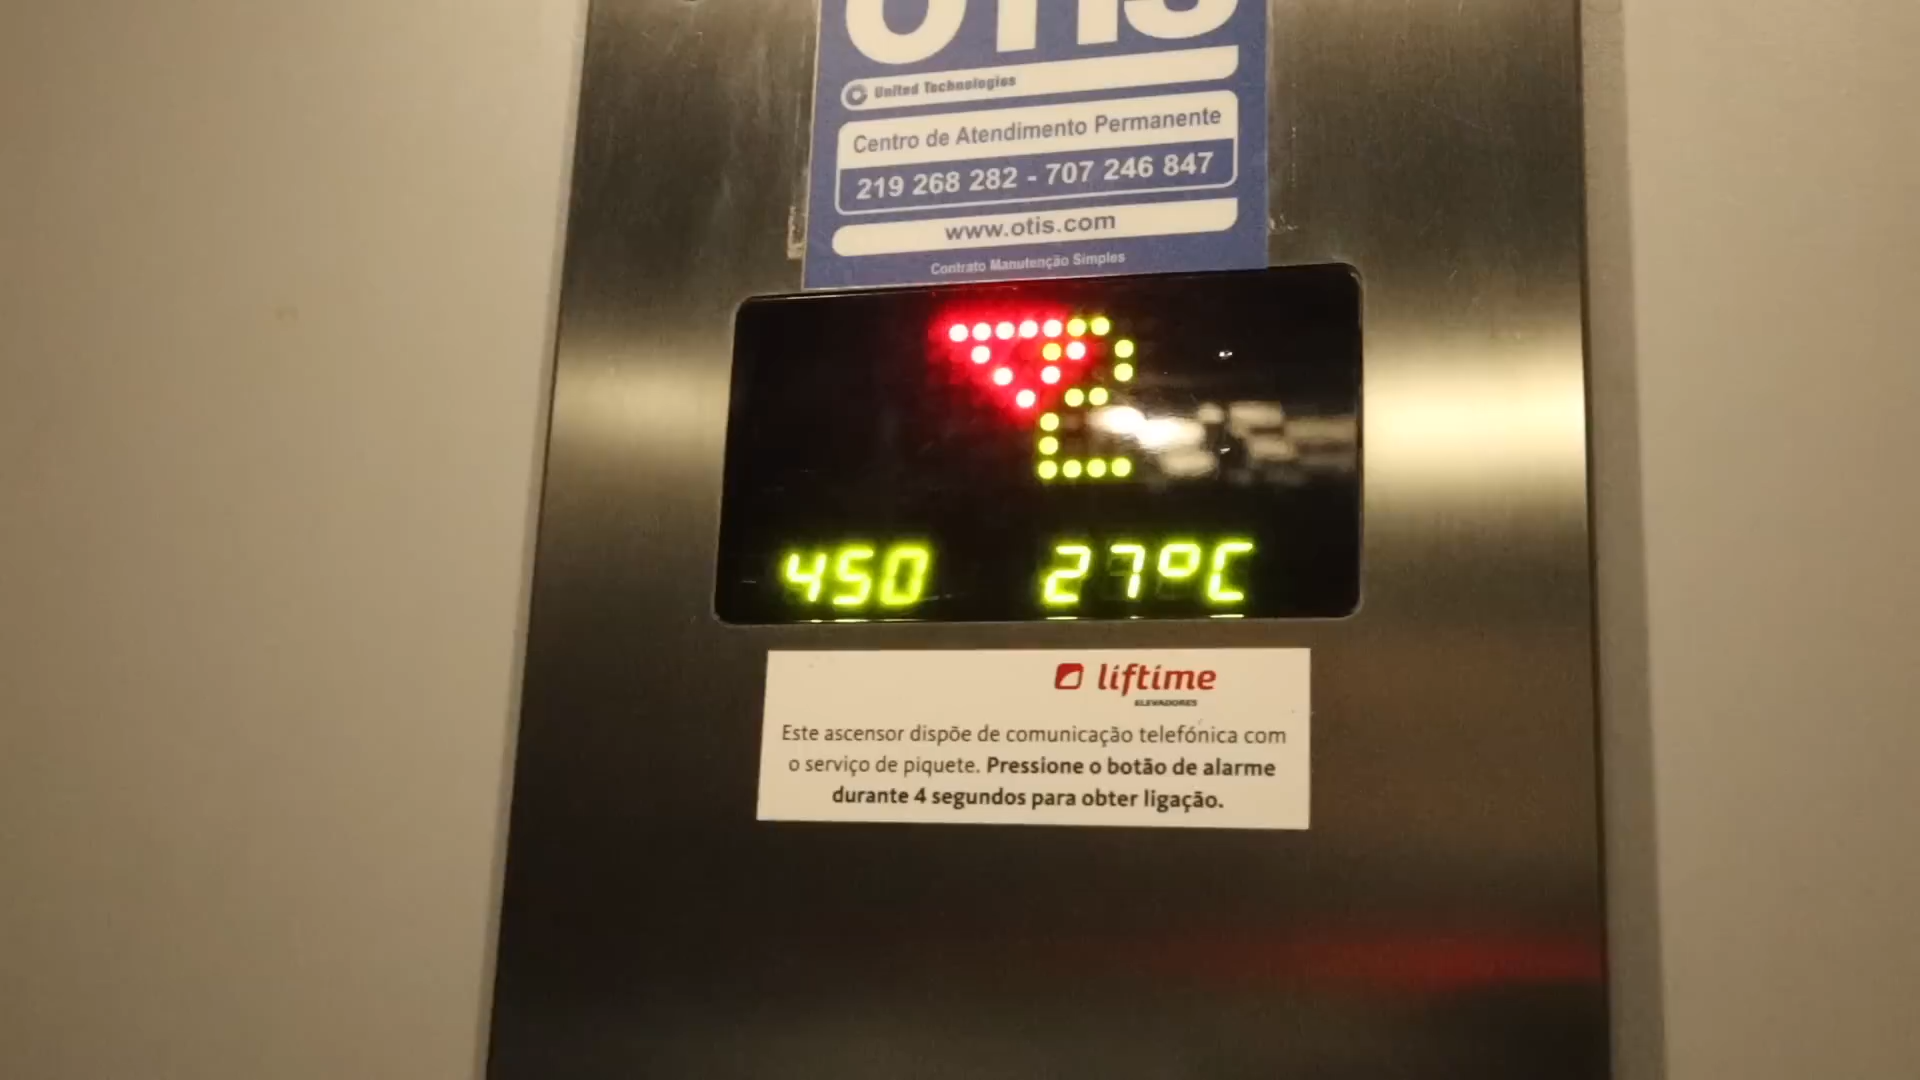 OTIS
United Technologies
Centro de Atendimento Permanente
219 268 282 - 707 246 847
www.otis.com
Contrato Manutenção Simples
2
450 27°C
liftime
ELEVADORES
Este ascensor dispõe de comunicação telefónica com
o serviço de piquete. Pressione o botão de alarme
durante 4 segundos para obter ligação.